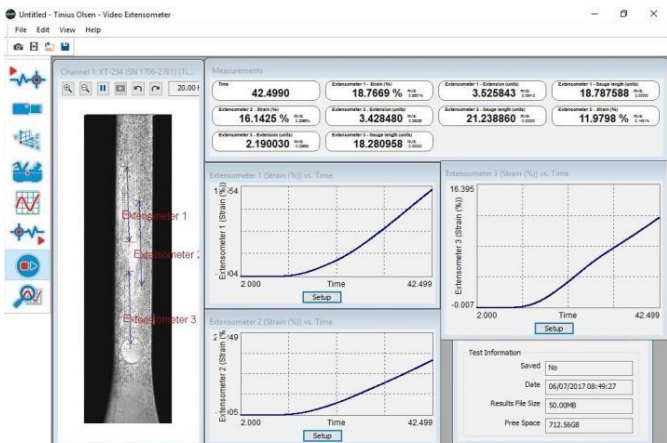 Untitled - Tinius Olsen - Video Extensometer
File Edit View Help
Channel 1: XT-254 (SN 1706-2701) (Ti...
20.00
Extensometer 1
Extensometer 2
Extensometer 3
Measurements
Time
42.4990
Extensometer 1 - Strain (%)
18.7669 %
Extensometer 1 - Extension (units)
3.525843
Extensometer 1 - Gauge length (units)
18.787588
Extensometer 2 - Strain (%)
16.1425 %
Extensometer 2 - Extension (units)
3.428480
Extensometer 2 - Gauge length (units)
21.238860
Extensometer 3 - Strain (%)
11.9798 %
Extensometer 3 - Extension (units)
2.190030
Extensometer 3 - Gauge length (units)
18.280958
Extensometer 1 (Strain (%)) vs. Time
Extensometer 1 (Strain (%))
2.000
Time
42.499
Setup
Extensometer 2 (Strain (%)) vs. Time
Extensometer 2 (Strain (%
2.000
Time
42.499
Setup
Extensometer 3 (Strain (%)) vs. Time
16.395
Extensometer 3 (Strain (%))
-0.007
2.000
Time
42.499
Setup
Test Information
Saved
No
Date
06/07/2017 08:49:27
Results File Size
50.00MB
Free Space
712.56GB